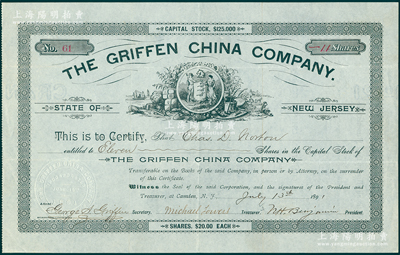 CAPITAL STOCK, $125,000
No. 61
11 Shares
THE GRIFFEN CHINA COMPANY.
STATE OF
NEW JERSEY.
This is to Certify, that Chas. D.
entitled to Eleven Shares in the Capital Stock of
THE GRIFFEN CHINA COMPANY
Transferable on the Books of the said Company, in person or by Attorney, on the surrender
of this Certificate.
Witness the Seal of the said Corporation, and the signatures of the President and
Treasurer, at Camden, N.J. July 13th 1891
George S. Griffen Secretary. Michael Treasurer. President
SHARES, $20.00 EACH